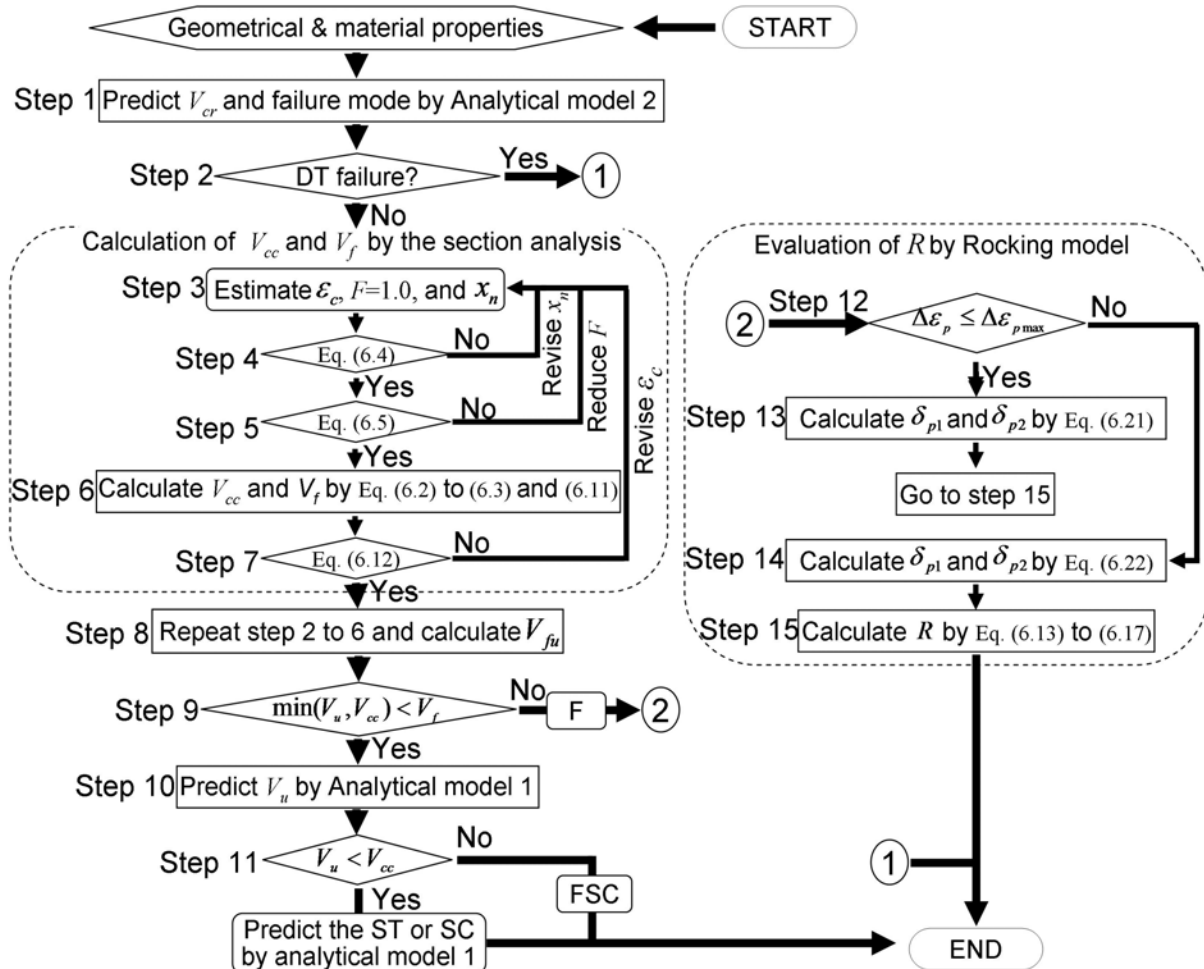 START
Geometrical & material properties
Step 1
Predict V_cr and failure mode by Analytical model 2
Step 2
DT failure?
Yes
1
No
Calculation of V_cc and V_f by the section analysis
Step 3
Estimate ε_c, F=1.0, and x_n
Step 4
Eq. (6.4)
No
Revise x_n
Yes
Step 5
Eq. (6.5)
No
Reduce F
Yes
Step 6
Calculate V_cc and V_f by Eq. (6.2) to (6.3) and (6.11)
Step 7
Eq. (6.12)
No
Revise ε_c
Yes
Step 8
Repeat step 2 to 6 and calculate V_fu
Step 9
min(V_u, V_cc) < V_f
No
F
2
Yes
Step 10
Predict V_u by Analytical model 1
Step 11
V_u < V_cc
No
FSC
Yes
Predict the ST or SC
by analytical model 1
Evaluation of R by Rocking model
2
Step 12
Δε_p ≤ Δε_p max
No
Yes
Step 13
Calculate δ_p1 and δ_p2 by Eq. (6.21)
Go to step 15
Step 14
Calculate δ_p1 and δ_p2 by Eq. (6.22)
Step 15
Calculate R by Eq. (6.13) to (6.17)
1
END